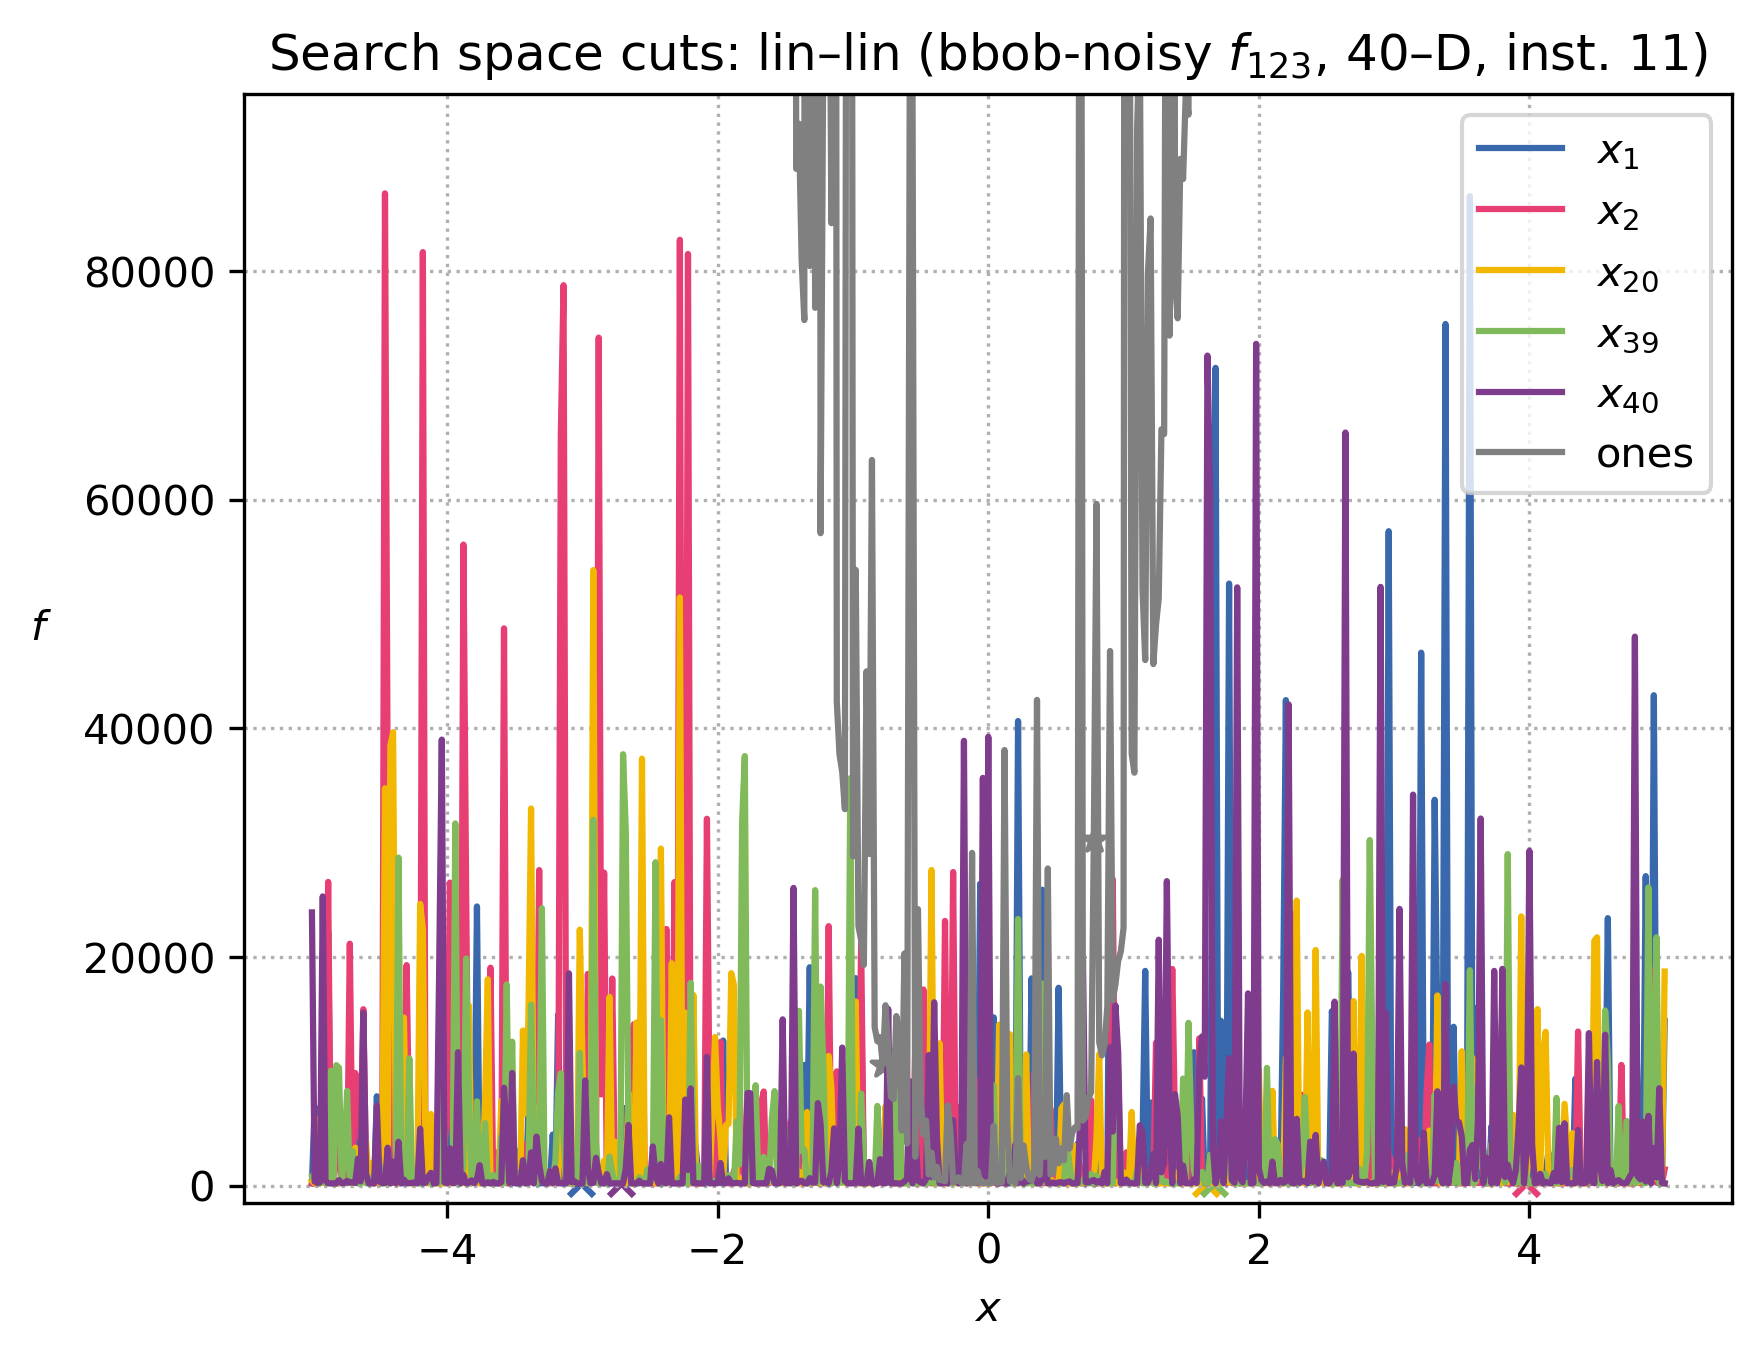 Search space cuts: lin–lin (bbob-noisy f₁₂₃, 40–D, inst. 11)
x₁
x₂
x₂₀
x₃₉
x₄₀
ones
80000
60000
40000
20000
0
f
−4 −2 0 2 4
x